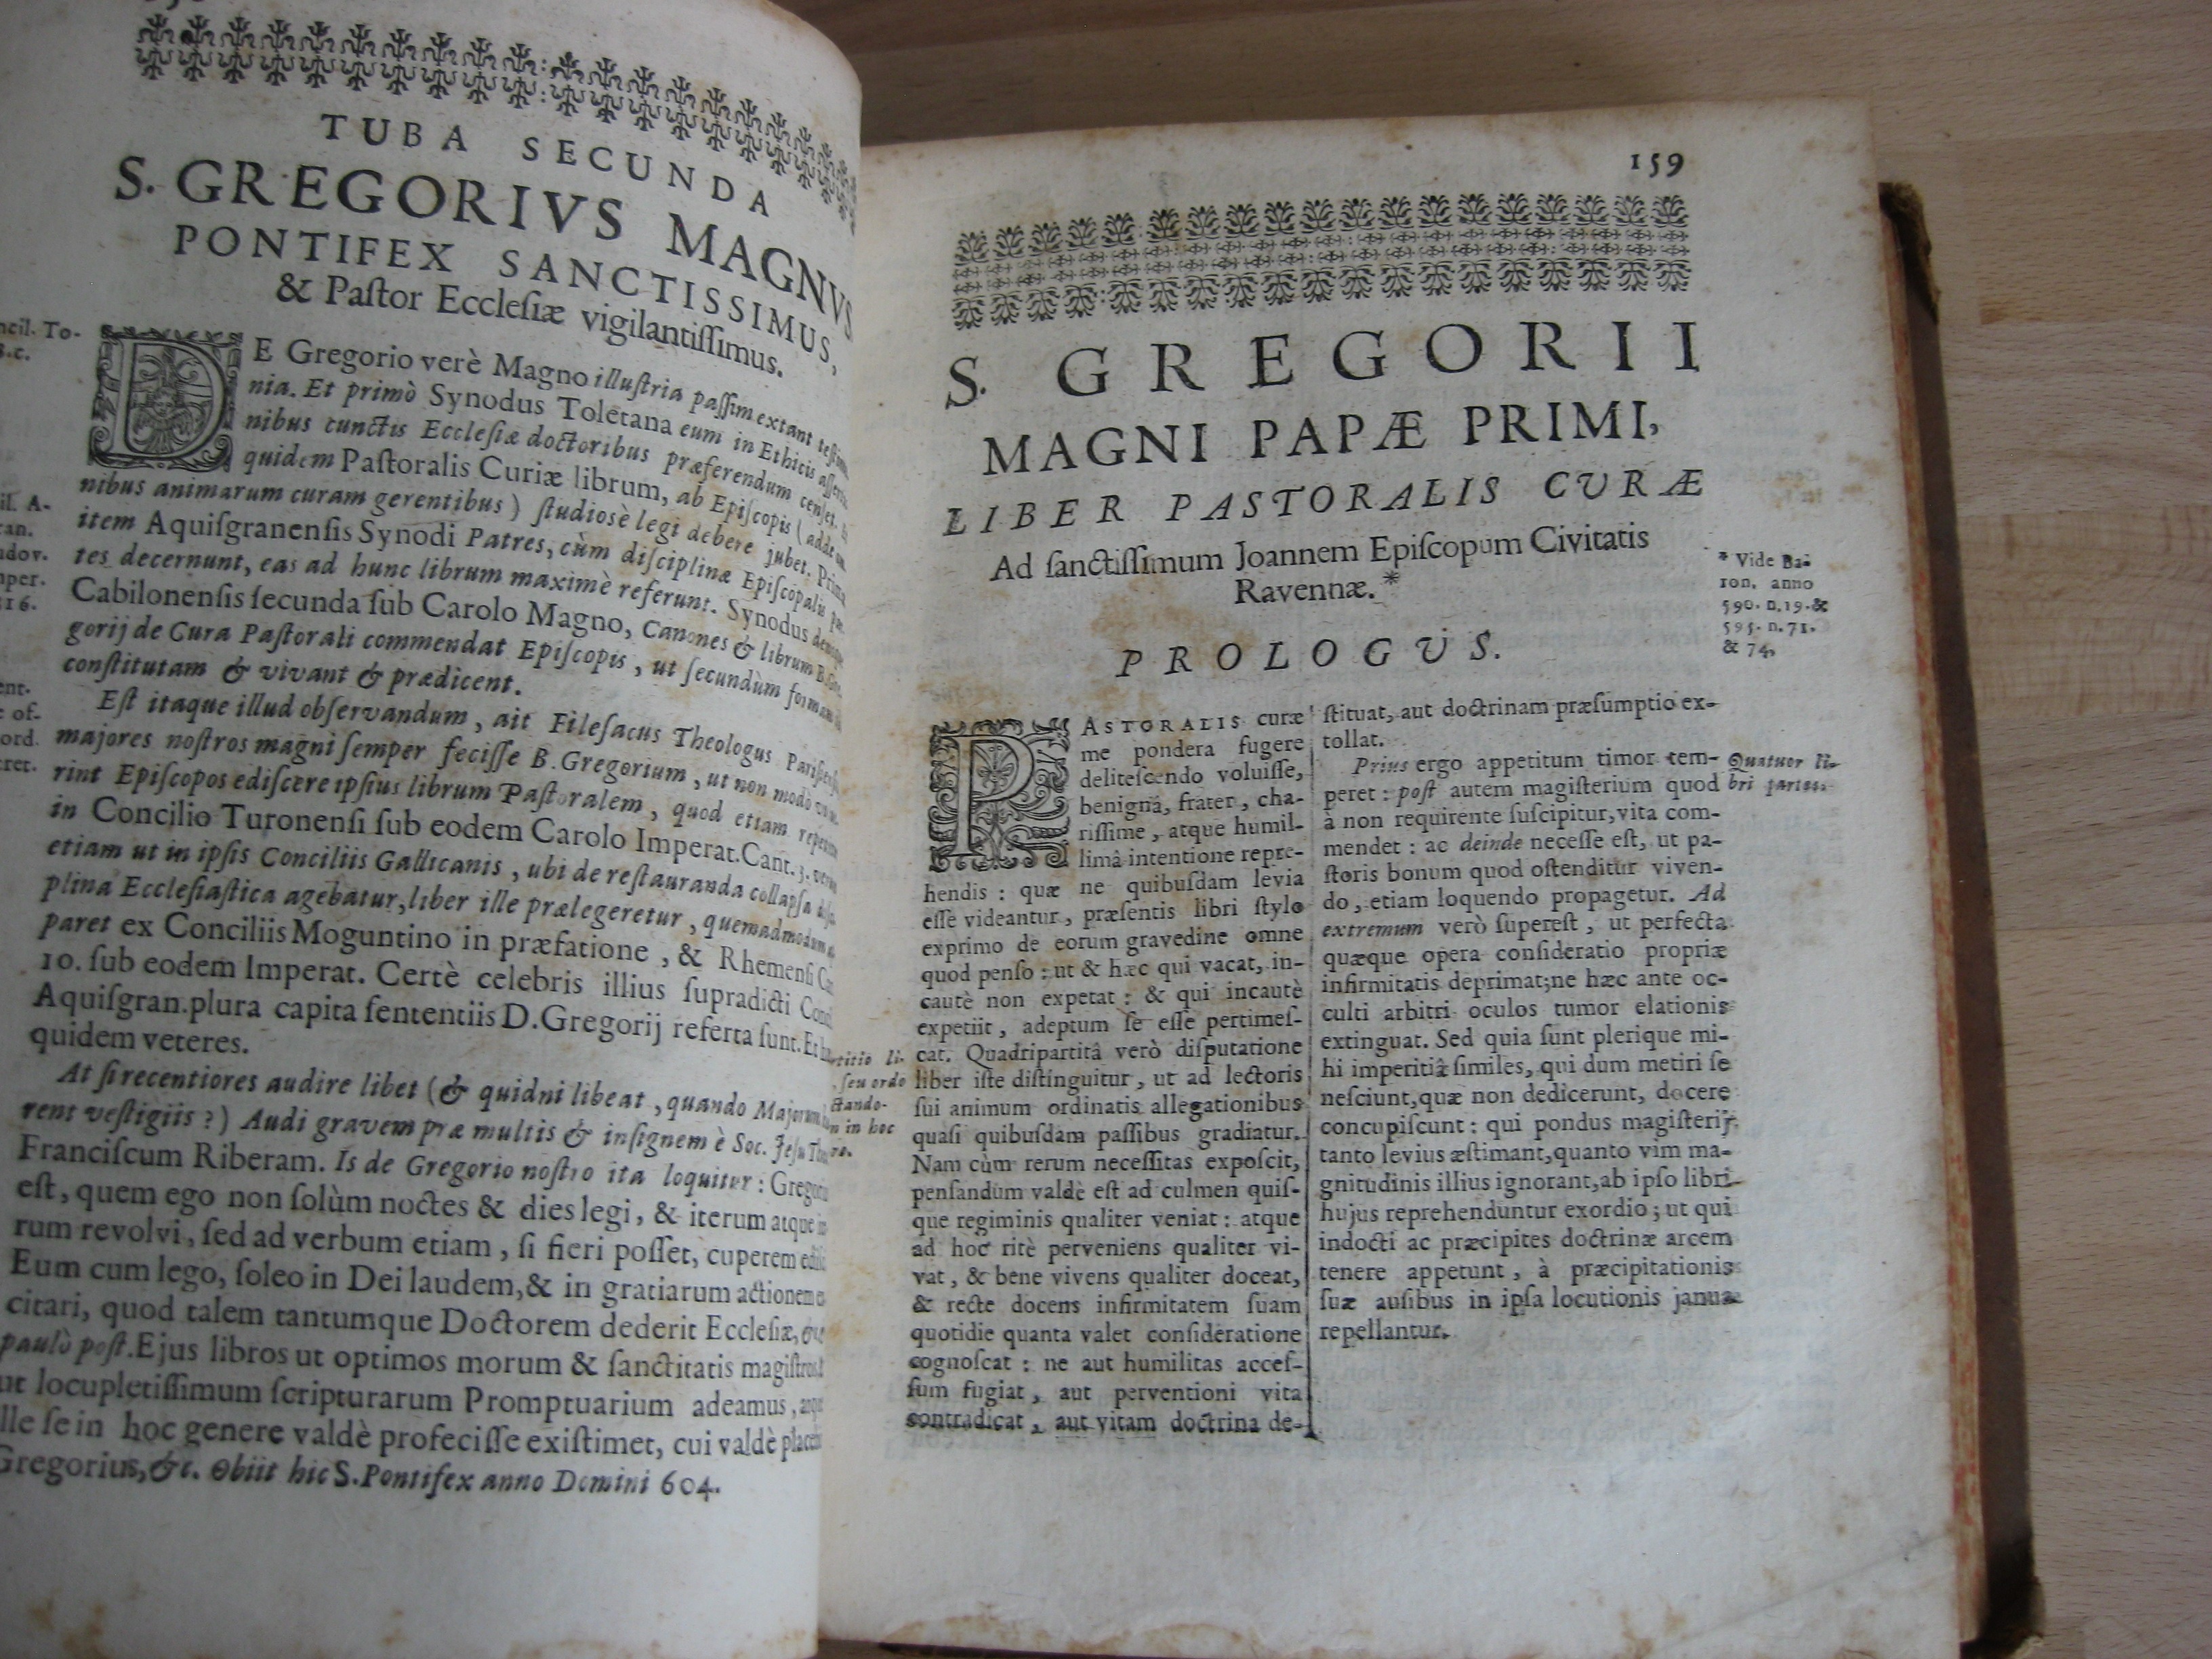 TUBA SECUNDA
S. GREGORIVS MAGNVS
PONTIFEX SANCTISSIMUS,
& Paſtor Eccleſiæ vigilantiſſimus.
ncil. To-
DE Gregorio verè Magno illuſtria paſſim extant
nia. Et primò Synodus Toletana eum in Ethicis
nibus cunctis Eccleſiæ doctoribus præferendum cenſet.
quidem Paſtoralis Curiæ librum, ab Epiſcopis (adde
nibus animarum curam gerentibus) ſtudiosè legi debere jubet.
item Aquiſgranenſis Synodi Patres, cùm diſciplinæ Epiſcopalis
tes decernunt, eas ad hunc librum maximè referunt. Synodus
Cabilonenſis ſecunda ſub Carolo Magno, Canones & librum B.
gorij de Cura Paſtorali commendat Epiſcopis, ut ſecundùm formam
conſtitutam & vivant & prædicent.
Eſt itaque illud obſervandum, ait Fileſacus Theologus
majores noſtros magni ſemper feciſſe B. Gregorium, ut non modò
rint Epiſcopos ediſcere ipſius librum Paſtoralem, quod etiam
in Concilio Turonenſi ſub eodem Carolo Imperat. Cant. 3.
etiam ut in ipſis Conciliis Gallicanis, ubi de reſtauranda collapſa
plina Eccleſiaſtica agebatur, liber ille prælegeretur, quemadmodum
paret ex Conciliis Moguntino in præfatione, & Rhemenſi
10. ſub eodem Imperat. Certè celebris illius ſupradicti
Aquiſgran. plura capita ſententiis D. Gregorij referta ſunt. Et
quidem veteres.
At ſi recentiores audire libet (& quidni libeat, quando
rent veſtigiis?) Audi gravem præ multis & inſignem è Soc. Jeſu
Franciſcum Riberam. Is de Gregorio noſtro ita loquitur:
eſt, quem ego non ſolùm noctes & dies legi, & iterum atque
rum revolvi, ſed ad verbum etiam, ſi fieri poſſet, cuperem
Eum cum lego, ſoleo in Dei laudem, & in gratiarum actionem
citari, quod talem tantumque Doctorem dederit Eccleſiæ,
paulò poſt. Ejus libros ut optimos morum & ſanctitatis
ut locupletiſſimum ſcripturarum Promptuarium adeamus,
lle ſe in hoc genere valdè profeciſſe exiſtimet, cui valdè
Gregorius, &c. Obiit hic S. Pontifex anno Domini 604.
159
S. GREGORII
MAGNI PAPÆ PRIMI,
LIBER PASTORALIS CURÆ
Ad ſanctiſſimum Joannem Epiſcopum Civitatis
Ravennæ.*
* Vide Ba-
ron. anno
590. n.19. &
595. n.71.
& 74.
PROLOGUS.
PASTORALIS curæ
me pondera fugere
deliteſcendo voluiſſe,
benignâ, frater, cha-
riſſime, atque humil-
limâ intentione repre-
hendis: quæ ne quibuſdam levia
eſſe videantur, præſentis libri ſtylo
exprimo de eorum gravedine omne
quod penſo: ut & hæc qui vacat, in-
cautè non expetat: & qui incautè
expetiit, adeptum ſe eſſe pertimeſ-
cat. Quadripartitâ verò diſputatione
liber iſte diſtinguitur, ut ad lectoris
ſui animum ordinatis allegationibus
quaſi quibuſdam paſſibus gradiatur.
Nam cùm rerum neceſſitas expoſcit,
penſandum valdè eſt ad culmen quiſ-
que regiminis qualiter veniat: atque
ad hoc ritè perveniens qualiter vi-
vat, & bene vivens qualiter doceat,
& recte docens infirmitatem ſuam
quotidie quanta valet conſideratione
cognoſcat: ne aut humilitas acceſ-
ſum fugiat, aut perventioni vita
contradicat, aut vitam doctrina de-
ſtituat, aut doctrinam præſumptio ex-
tollat.
Prius ergo appetitum timor tem-
peret: poſt autem magiſterium quod
à non requirente ſuſcipitur, vita com-
mendet: ac deinde neceſſe eſt, ut pa-
ſtoris bonum quod oſtenditur viven-
do, etiam loquendo propagetur. Ad
extremum verò ſupereſt, ut perfecta
quæque opera conſideratio propriæ
infirmitatis deprimat; ne hæc ante oc-
culti arbitri oculos tumor elationis
extinguat. Sed quia ſunt plerique mi-
hi imperitiâ ſimiles, qui dum metiri ſe
neſciunt, quæ non dedicerunt, docere
concupiſcunt: qui pondus magiſterij
tanto levius æſtimant, quanto vim ma-
gnitudinis illius ignorant, ab ipſo libri
hujus reprehenduntur exordio; ut qui
indocti ac præcipites doctrinæ arcem
tenere appetunt, à præcipitationis
ſuæ auſibus in ipſa locutionis janua
repellantur.
Quatuor li-
bri partes.